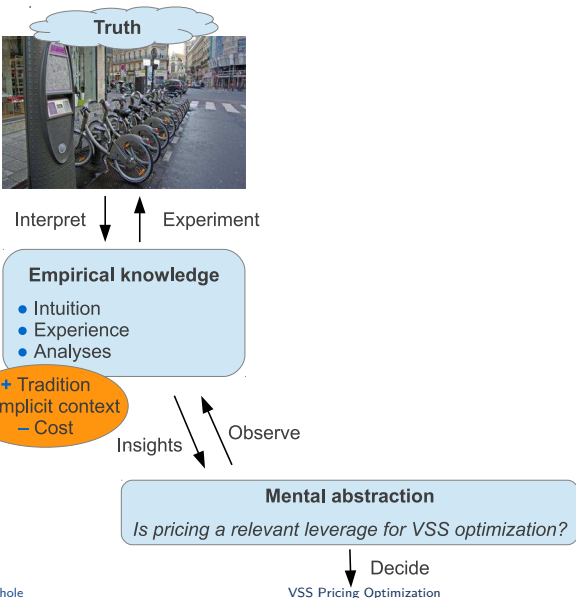 Truth
Interpret
Experiment
Empirical knowledge
● Intuition
● Experience
● Analyses
+ Tradition
mplicit context
– Cost
Insights
Observe
Mental abstraction
Is pricing a relevant leverage for VSS optimization?
Decide
hole
VSS Pricing Optimization